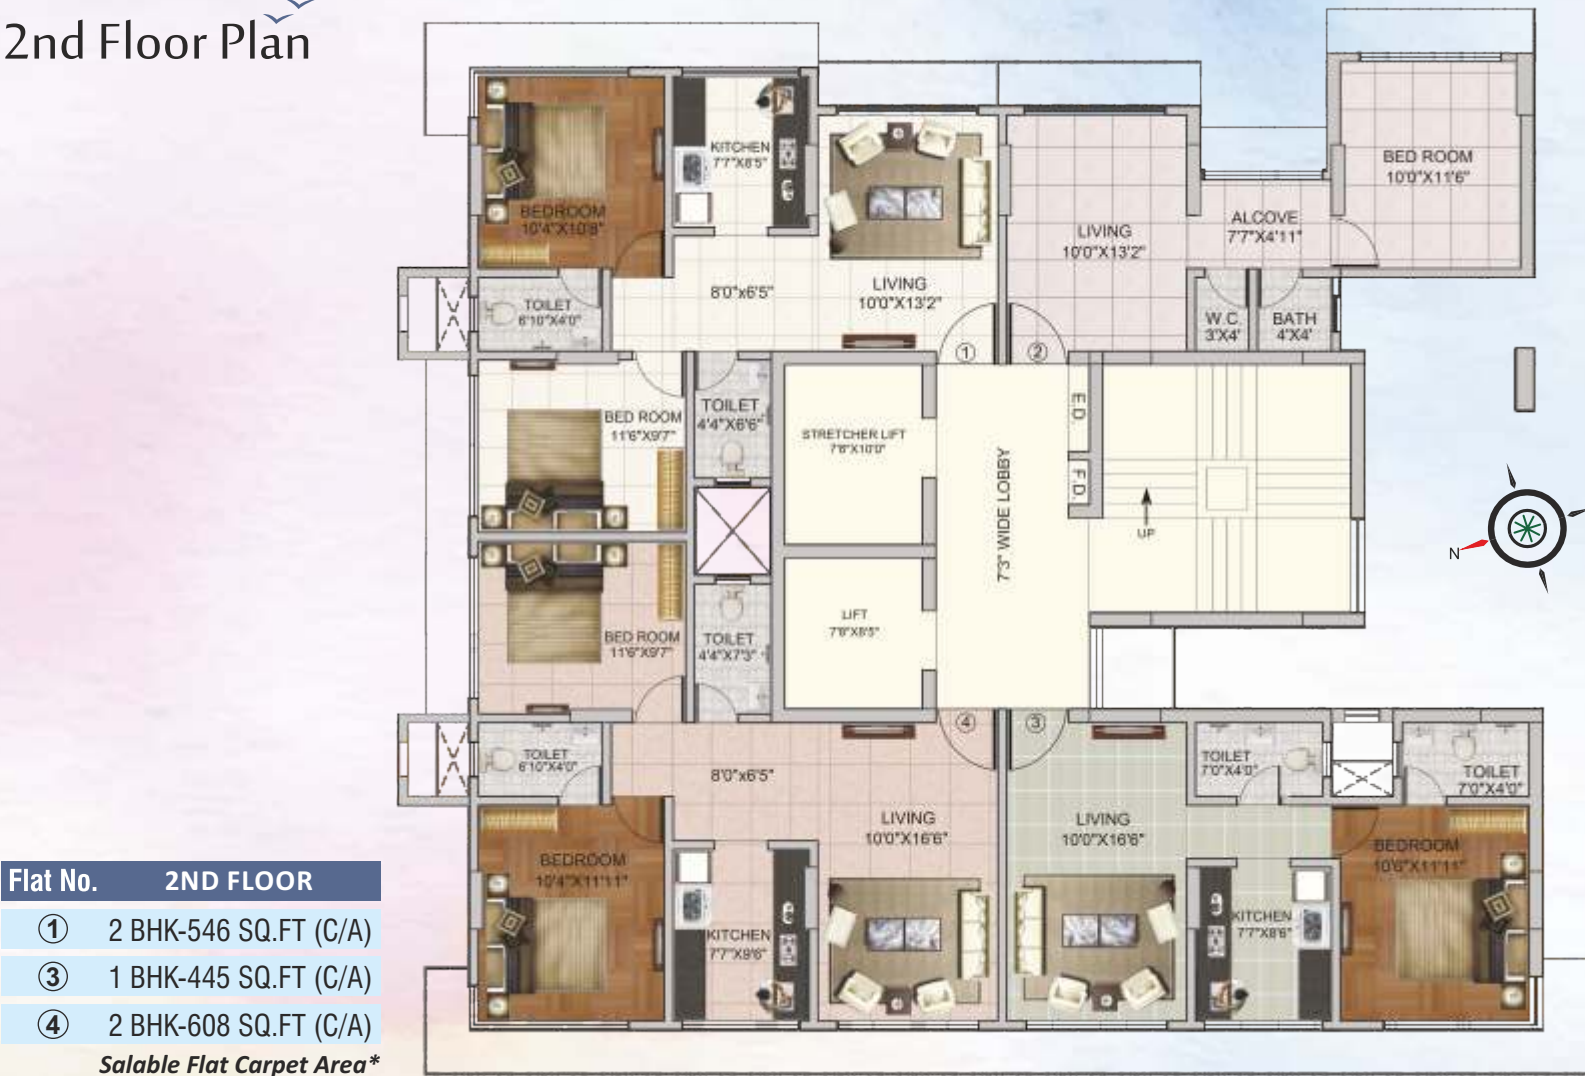 2nd Floor Plan
BEDROOM
10'4"X10'8"
KITCHEN
7'7"X8'5"
LIVING
10'0"X13'2"
8'0"x6'5"
TOILET
6'10"X4'0"
LIVING
10'0"X13'2"
ALCOVE
7'7"X4'11"
BED ROOM
10'0"X11'6"
W.C.
3'X4'
BATH
4'X4'
①
②
BED ROOM
11'6"X9'7"
TOILET
4'4"X6'6"
STRETCHER LIFT
7'6"X10'0"
7'3" WIDE LOBBY
E.D.
F.D.
UP
N
BED ROOM
11'6"X9'7"
TOILET
4'4"X7'3"
LIFT
④
③
TOILET
6'10"X4'0"
8'0"x6'5"
LIVING
10'0"X16'6"
LIVING
10'0"X16'6"
TOILET
7'0"X4'0"
TOILET
7'0"X4'0"
BEDROOM
10'4"X11'11"
KITCHEN
KITCHEN
7'7"X8'6"
BEDROOM
10'6"X11'11"
Flat No. 2ND FLOOR
① 2 BHK-546 SQ.FT (C/A)
③ 1 BHK-445 SQ.FT (C/A)
④ 2 BHK-608 SQ.FT (C/A)
Salable Flat Carpet Area*